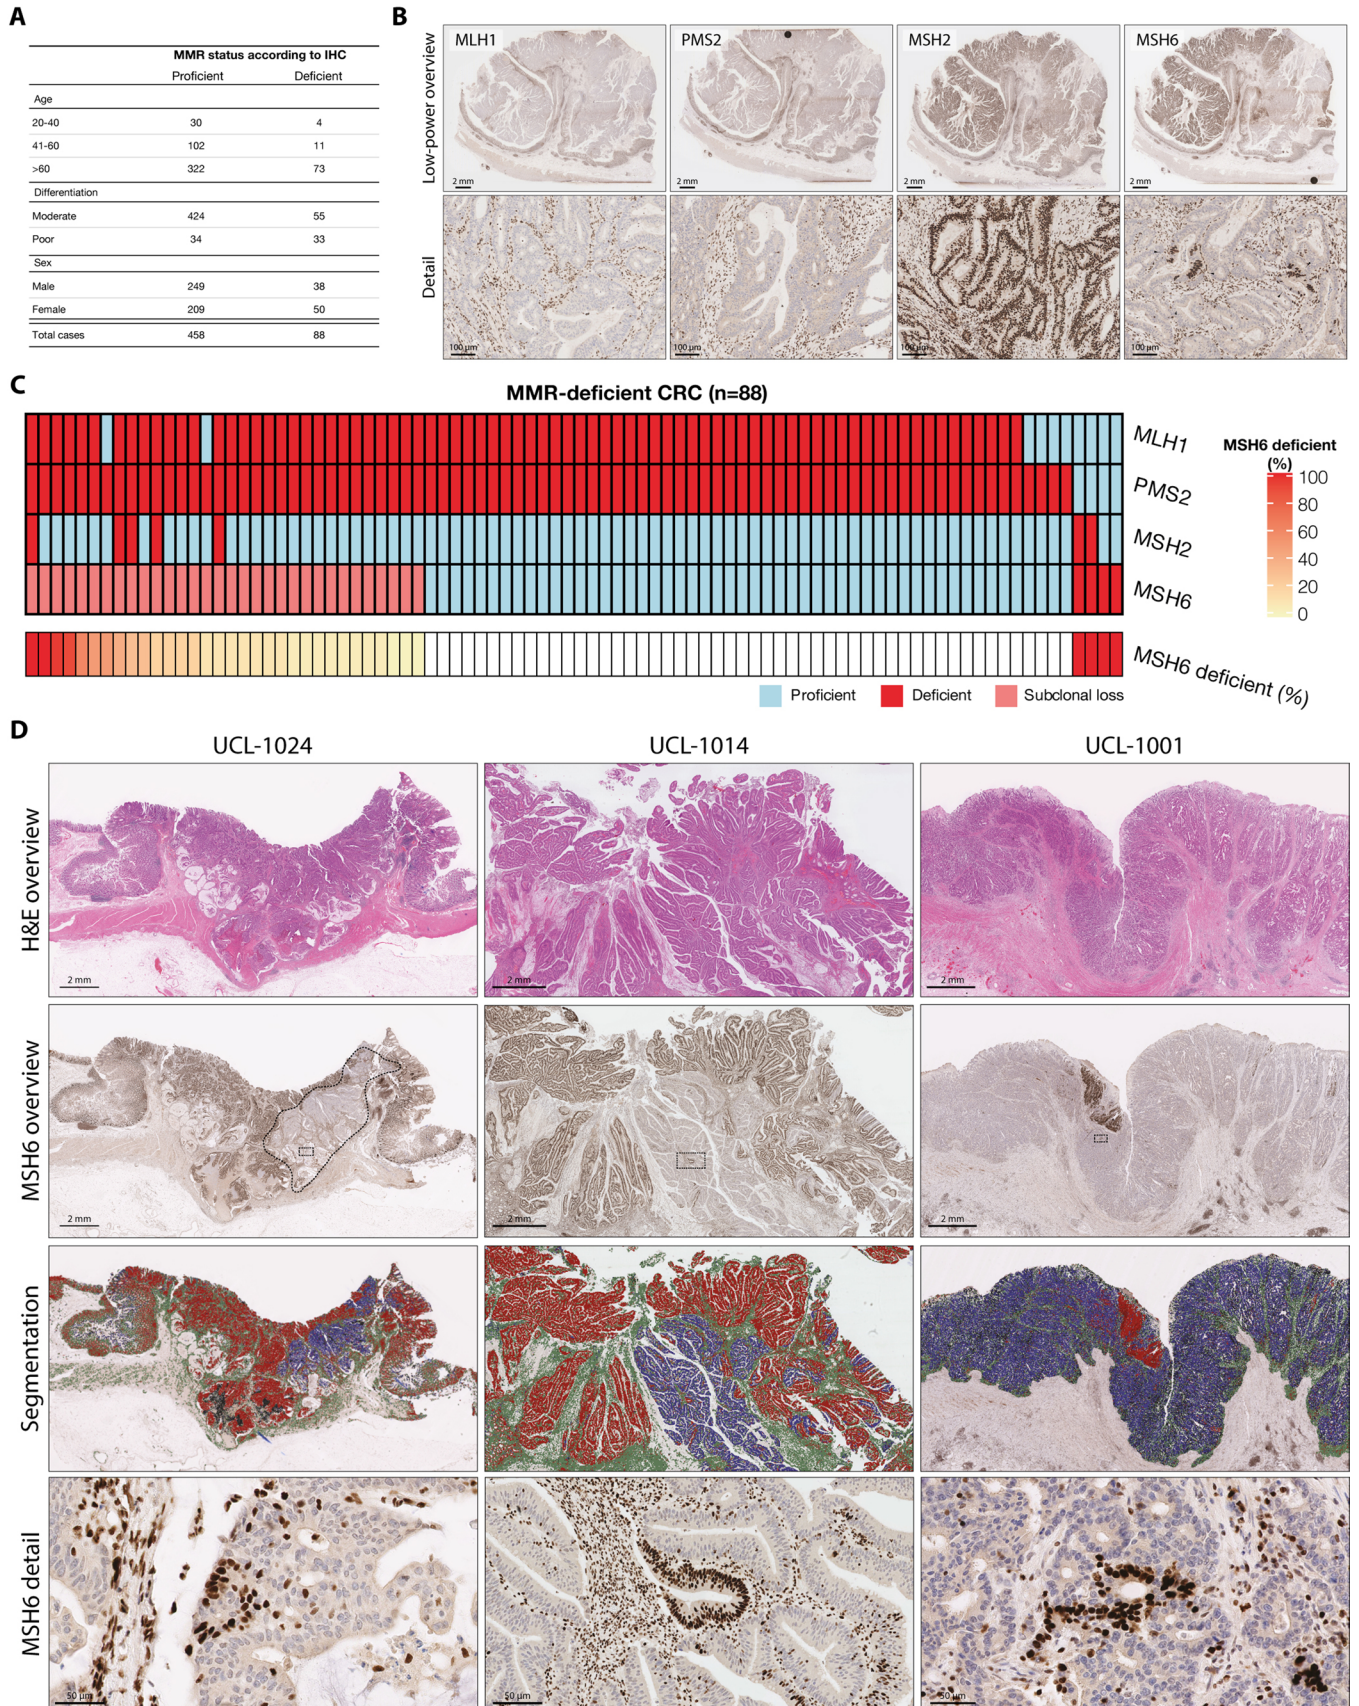 A
MMR status according to IHC
Proficient Deficient
Age
20-40 30 4
41-60 102 11
>60 322 73
Differentiation
Moderate 424 55
Poor 34 33
Sex
Male 249 38
Female 209 50
Total cases 458 88
B
MLH1 PMS2 MSH2 MSH6
Low-power overview
2 mm 2 mm 2 mm 2 mm
Detail
100 µm 100 µm 100 µm 100 µm
C
MMR-deficient CRC (n=88)
MLH1
PMS2
MSH2
MSH6
MSH6 deficient (%)
MSH6 deficient
(%)
100
80
60
40
20
0
Proficient Deficient Subclonal loss
D
UCL-1024 UCL-1014 UCL-1001
H&E overview
2 mm 2 mm 2 mm
MSH6 overview
2 mm 2 mm 2 mm
Segmentation
MSH6 detail
50 µm 50 µm 50 µm